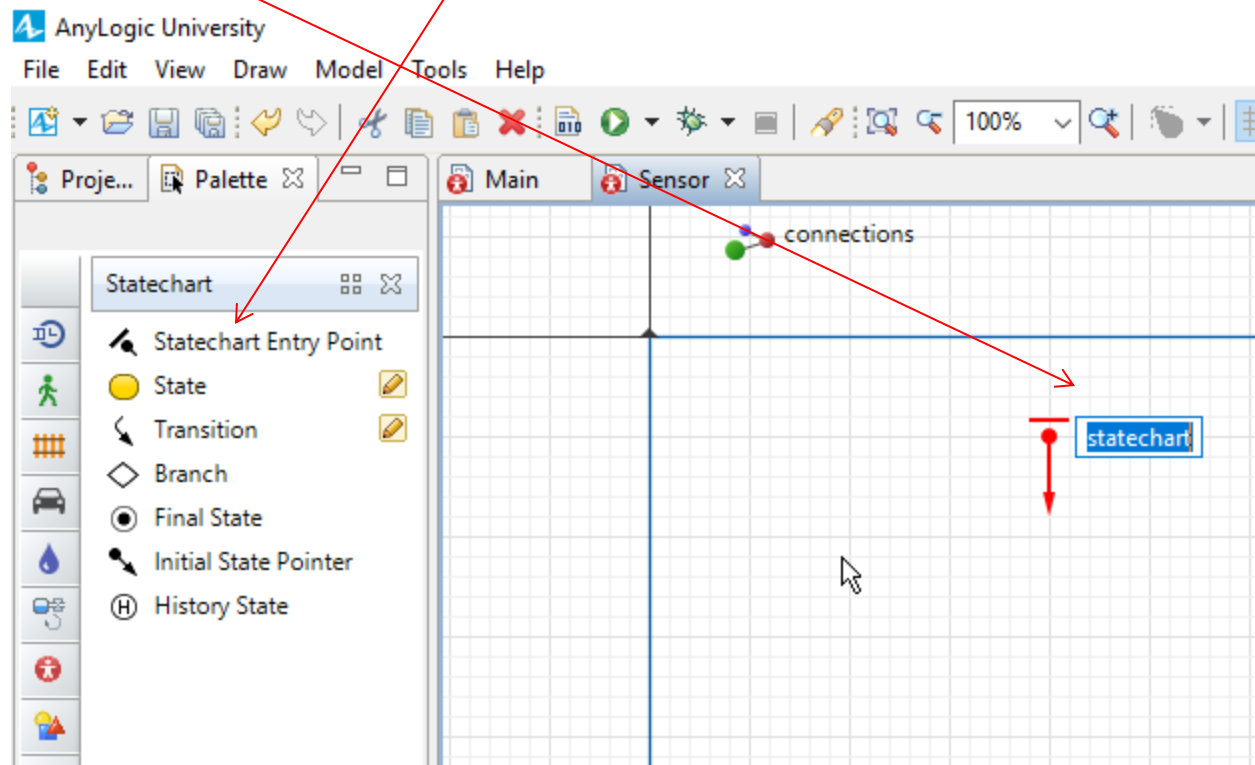 AnyLogic University
File Edit View Draw Model Tools Help
010 100%
Proje... Palette Main Sensor
connections
Statechart
Statechart Entry Point
State
Transition
Branch
Final State
Initial State Pointer
H History State
statechart